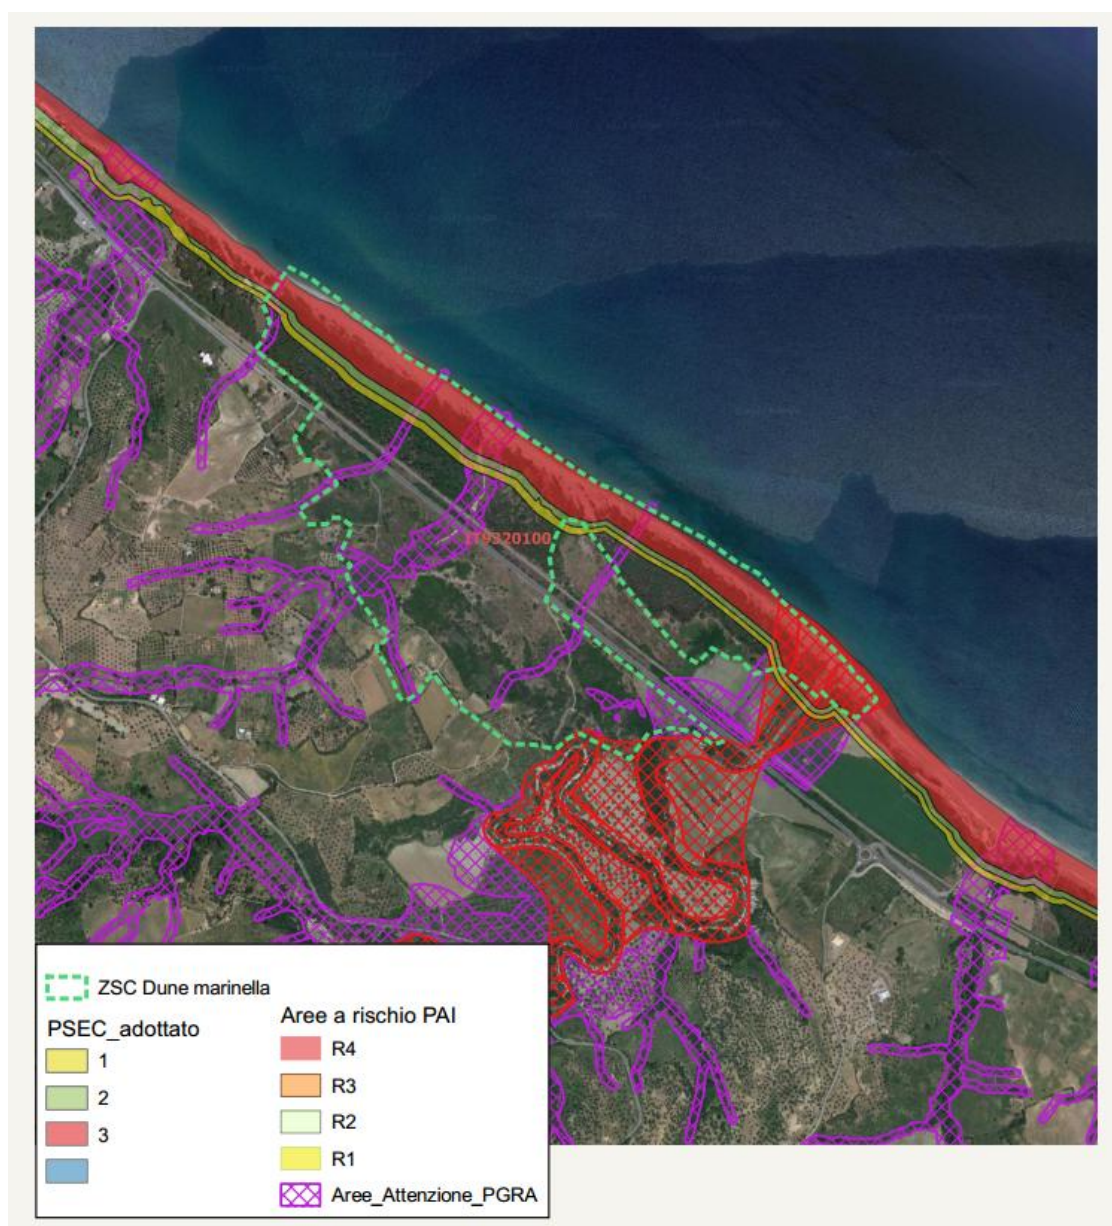 IT9320100
ZSC Dune marinella
PSEC_adottato
1
2
3
Aree a rischio PAI
R4
R3
R2
R1
Aree_Attenzione_PGRA